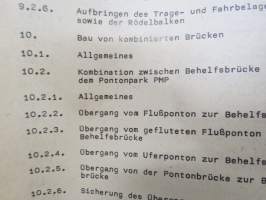 9.2.6. Aufbringen des Trage- und Fahrbelag
sowie der Rödelbalken
10. Bau von kombinierten Brücken
10.1. Allgemeines
10.2. Kombination zwischen Behelfsbrücke
dem Pontonpark PMP
10.2.1. Allgemeines
10.2.2. Übergang vom Flußponton zur Behelfs
10.2.3. Übergang vom gefluteten Flußponton
Behelfsbrücke
10.2.4. Übergang vom Uferponton zur Behelf
10.2.5. Übergang von der Pontonbrücke zur B
brücke
10.2.6. Sicherung des Übergan